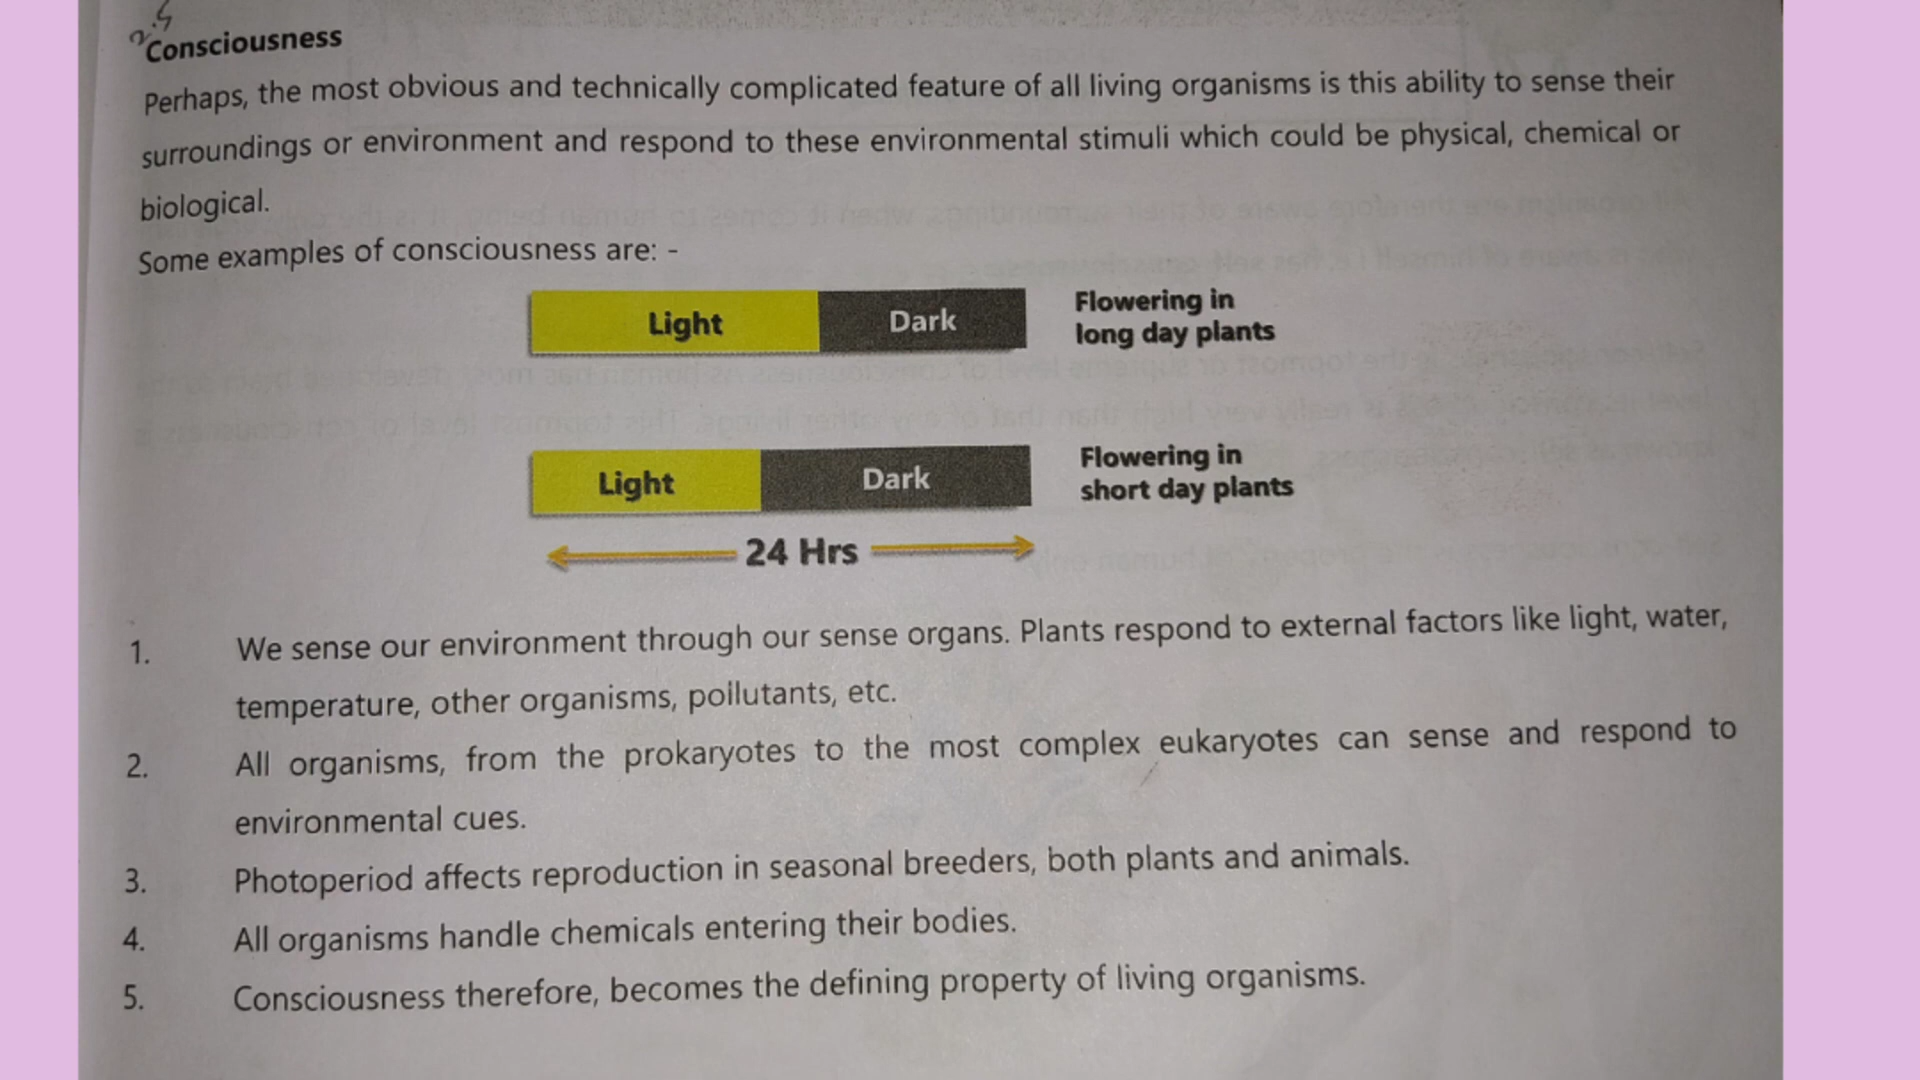 2.5
Consciousness
Perhaps, the most obvious and technically complicated feature of all living organisms is this ability to sense their
surroundings or environment and respond to these environmental stimuli which could be physical, chemical or
biological.
Some examples of consciousness are: -
Light Dark Flowering in
long day plants
Light Dark Flowering in
short day plants
24 Hrs
1. We sense our environment through our sense organs. Plants respond to external factors like light, water,
temperature, other organisms, pollutants, etc.
2. All organisms, from the prokaryotes to the most complex eukaryotes can sense and respond to
environmental cues.
3. Photoperiod affects reproduction in seasonal breeders, both plants and animals.
4. All organisms handle chemicals entering their bodies.
5. Consciousness therefore, becomes the defining property of living organisms.